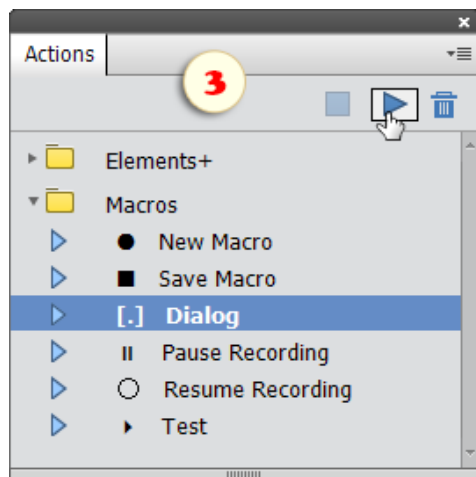 Actions
3
Elements+
Macros
New Macro
Save Macro
[.] Dialog
Pause Recording
Resume Recording
Test